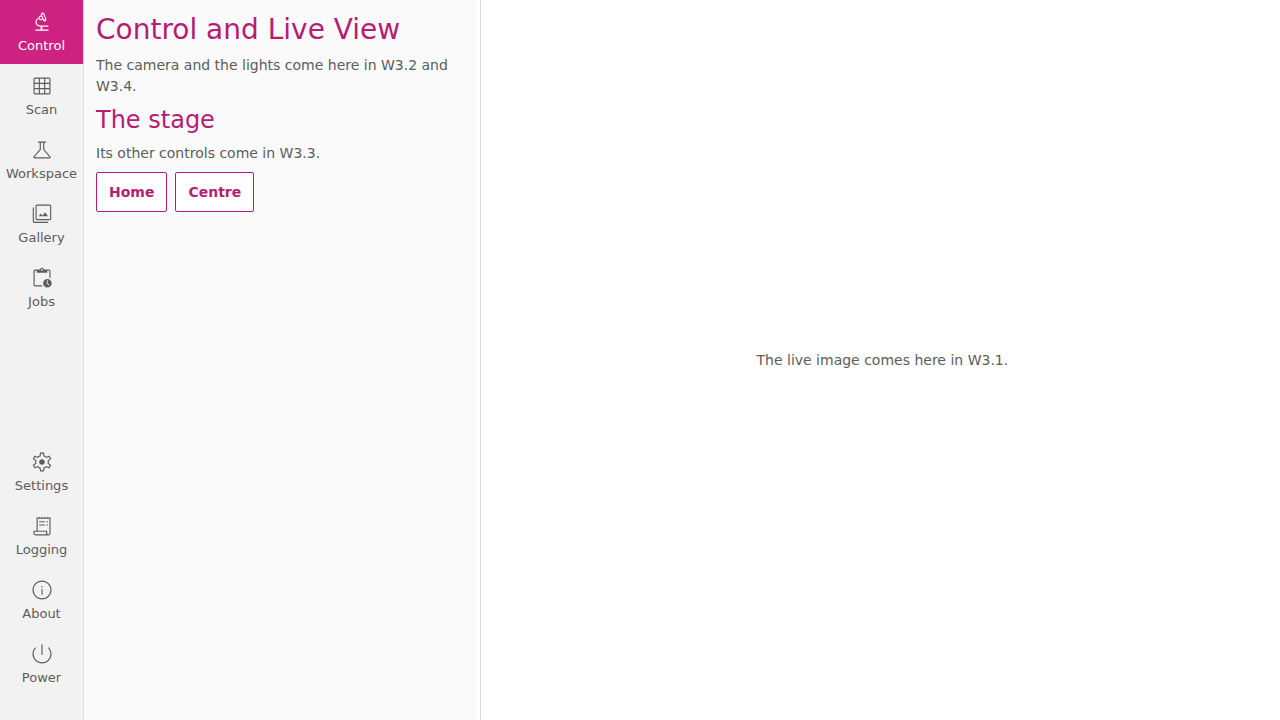 Control
Scan
Workspace
Gallery
Jobs
Settings
Logging
About
Power
Control and Live View
The camera and the lights come here in W3.2 and
W3.4.
The stage
Its other controls come in W3.3.
Home
Centre
The live image comes here in W3.1.